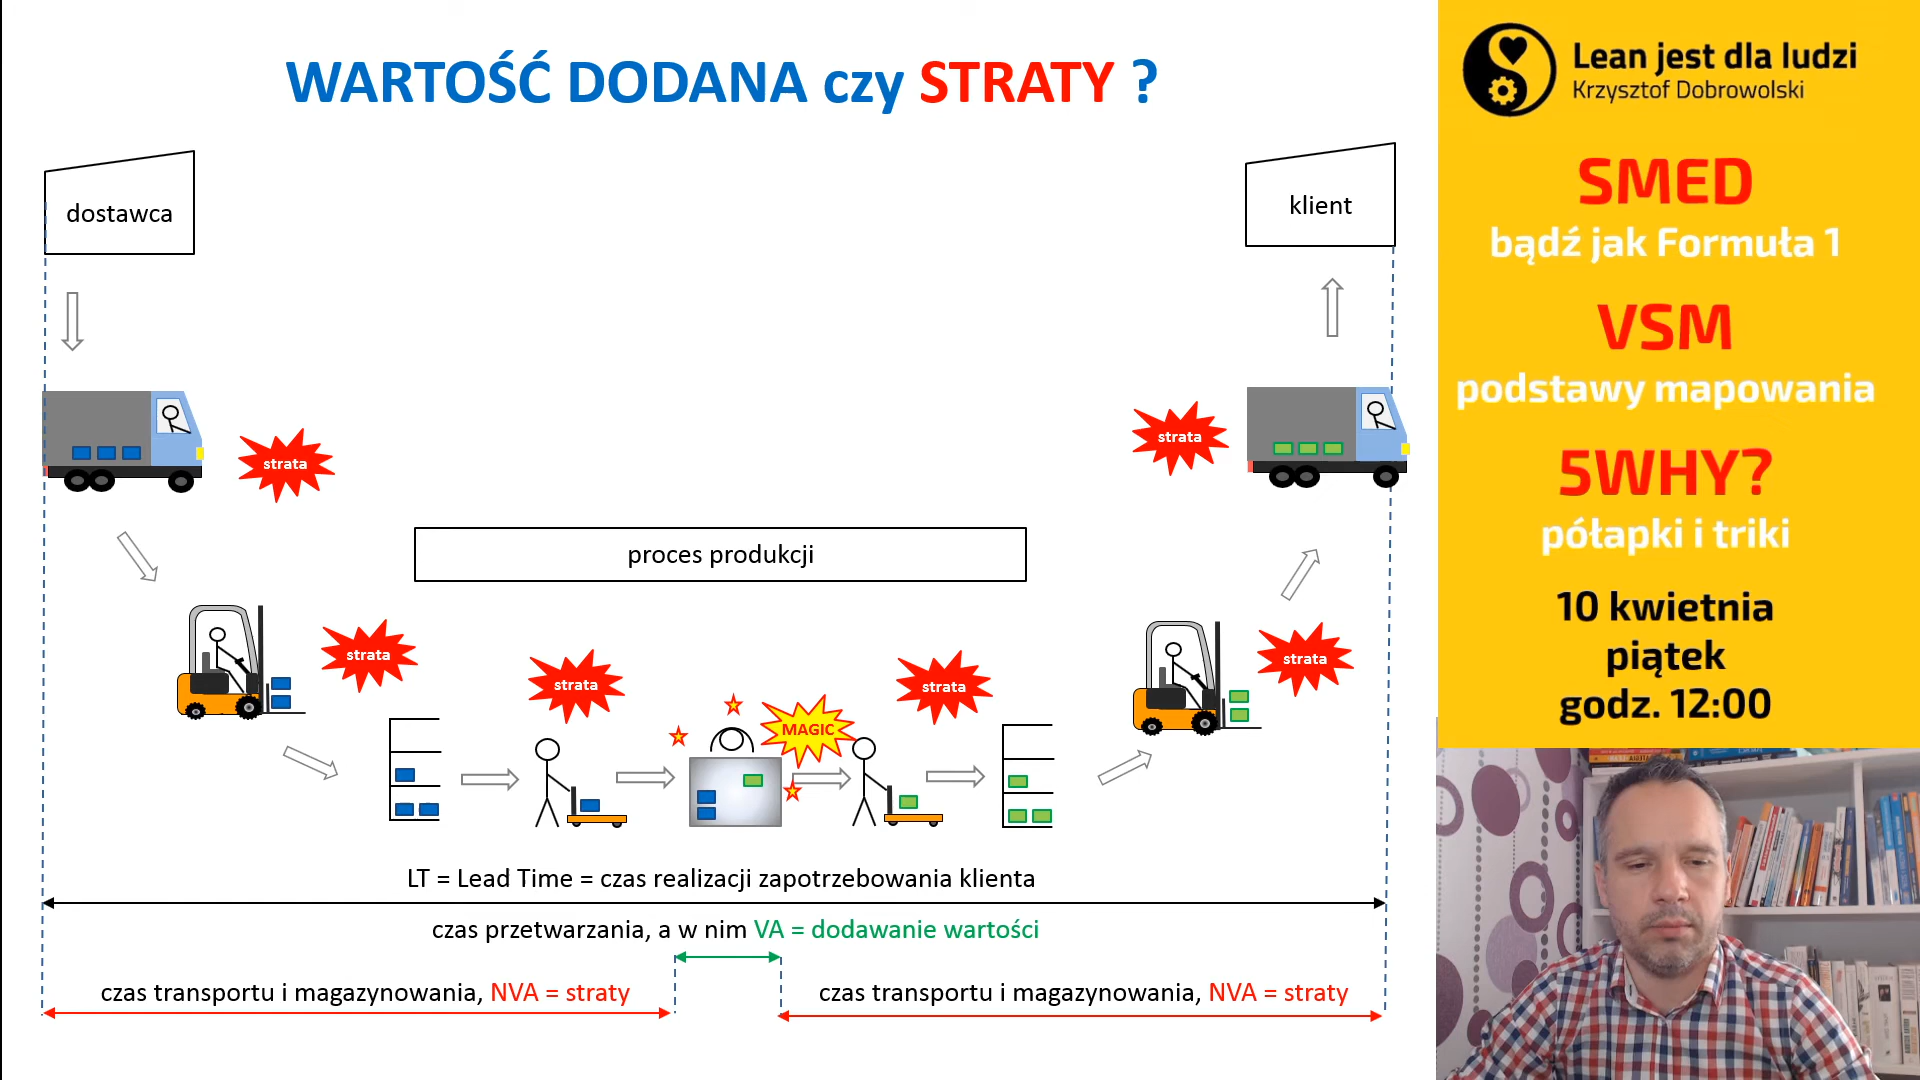 WARTOŚĆ DODANA czy STRATY ?
dostawca
klient
strata
strata
proces produkcji
strata
strata
strata
strata
MAGIC
LT = Lead Time = czas realizacji zapotrzebowania klienta
czas przetwarzania, a w nim VA = dodawanie wartości
czas transportu i magazynowania, NVA = straty
czas transportu i magazynowania, NVA = straty
Lean jest dla ludzi
Krzysztof Dobrowolski
SMED
bądź jak Formuła 1
VSM
podstawy mapowania
5WHY?
półapki i triki
10 kwietnia
piątek
godz. 12:00